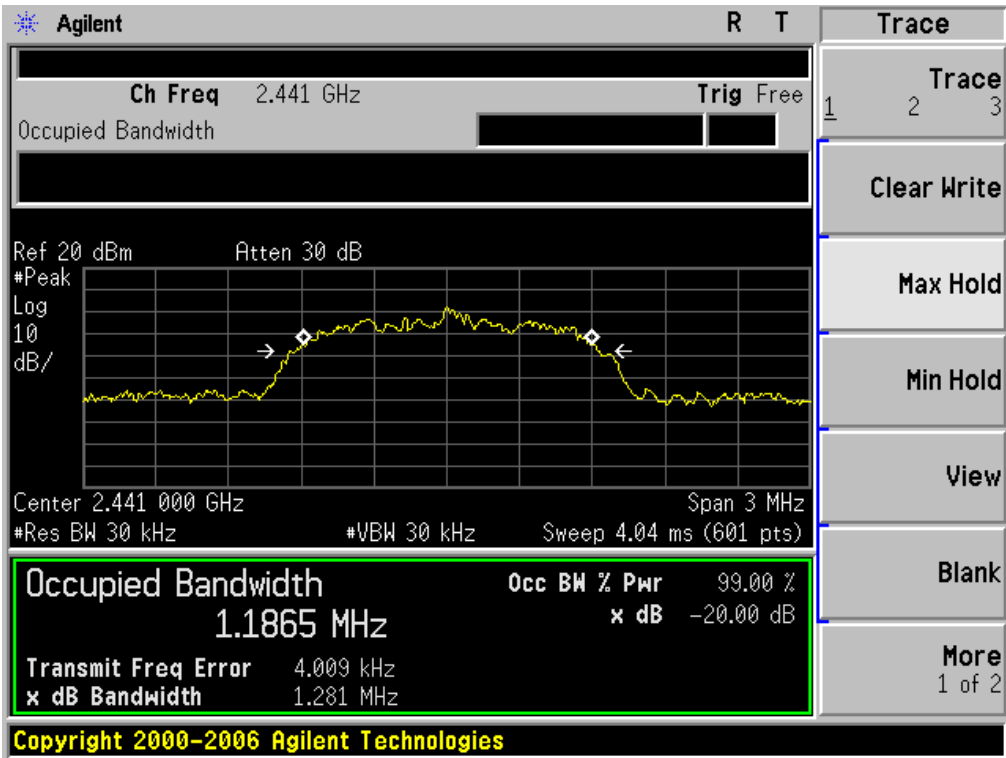 Agilent R T Trace
Ch Freq 2.441 GHz Trig Free
Occupied Bandwidth
Ref 20 dBm Atten 30 dB
#Peak
Log
10
dB/
Center 2.441 000 GHz Span 3 MHz
#Res BW 30 kHz #VBW 30 kHz Sweep 4.04 ms (601 pts)
Occupied Bandwidth Occ BW % Pwr 99.00 %
1.1865 MHz x dB -20.00 dB
Transmit Freq Error 4.009 kHz
x dB Bandwidth 1.281 MHz
Copyright 2000-2006 Agilent Technologies
Trace
1 2 3
Clear Write
Max Hold
Min Hold
View
Blank
More
1 of 2